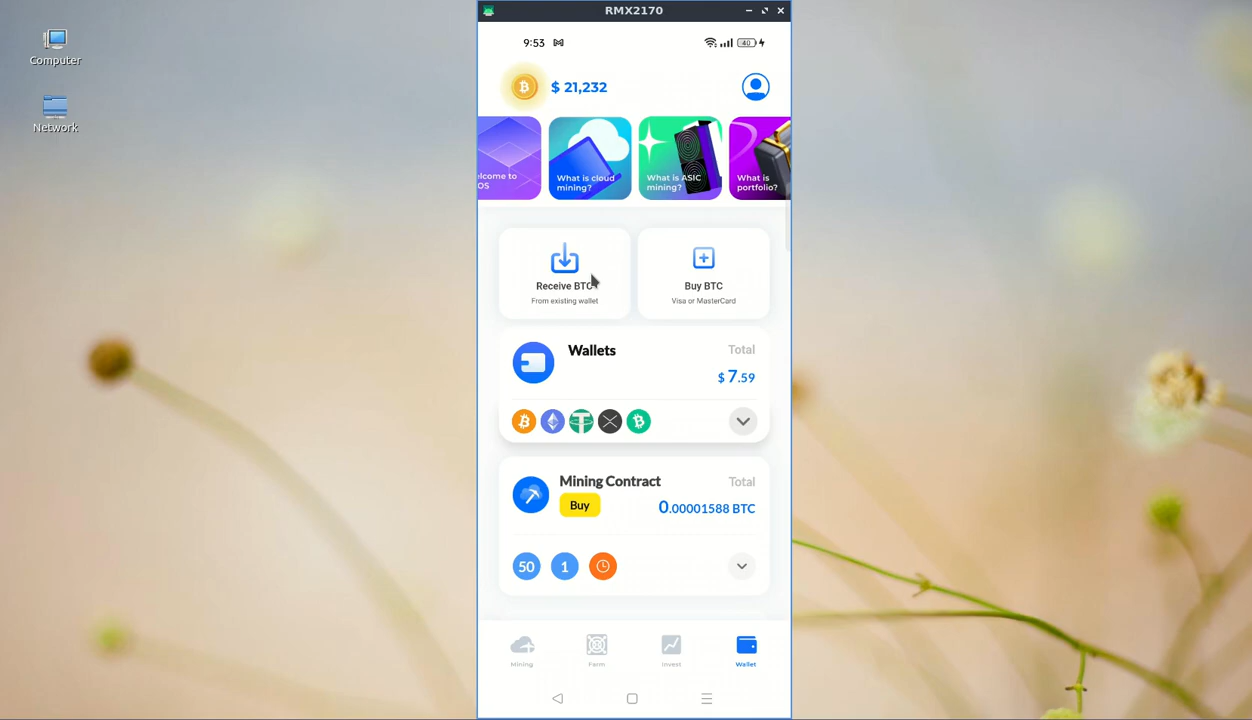 Computer
Network
RMX2170
9:53
40
$ 21,232
elcome to
OS
What is cloud
mining?
What is ASIC
mining?
What is
portfolio?
Receive BTC
From existing wallet
Buy BTC
Visa or MasterCard
Wallets
Total
$ 7.59
Mining Contract
Total
Buy
0.00001588 BTC
50
1
Mining
Farm
Invest
Wallet